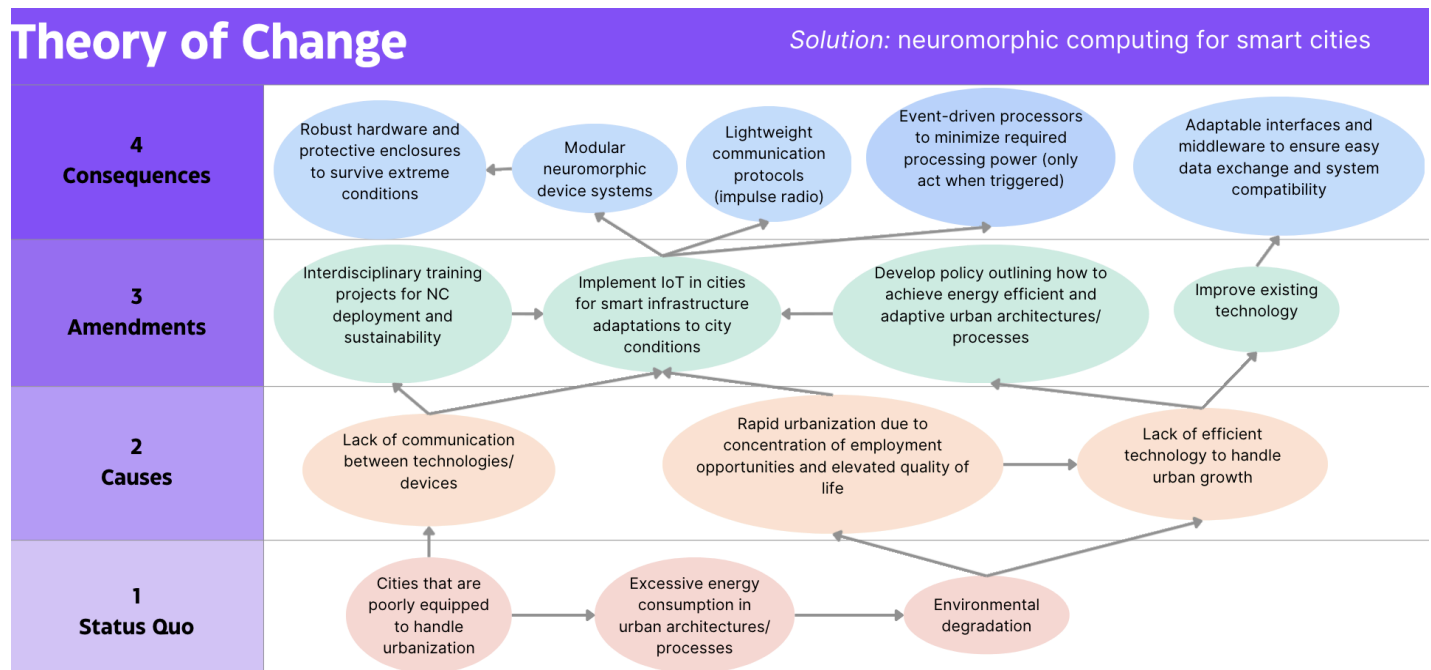 Theory of Change
Solution: neuromorphic computing for smart cities
4
Consequences
Robust hardware and
protective enclosures
to survive extreme
conditions
Modular
neuromorphic
device systems
Lightweight
communication
protocols
(impulse radio)
Event-driven processors
to minimize required
processing power (only
act when triggered)
Adaptable interfaces and
middleware to ensure easy
data exchange and system
compatibility
3
Amendments
Interdisciplinary training
projects for NC
deployment and
sustainability
Implement IoT in cities
for smart infrastructure
adaptations to city
conditions
Develop policy outlining how to
achieve energy efficient and
adaptive urban architectures/
processes
Improve existing
technology
2
Causes
Lack of communication
between technologies/
devices
Rapid urbanization due to
concentration of employment
opportunities and elevated quality of
life
Lack of efficient
technology to handle
urban growth
1
Status Quo
Cities that are
poorly equipped
to handle
urbanization
Excessive energy
consumption in
urban architectures/
processes
Environmental
degradation